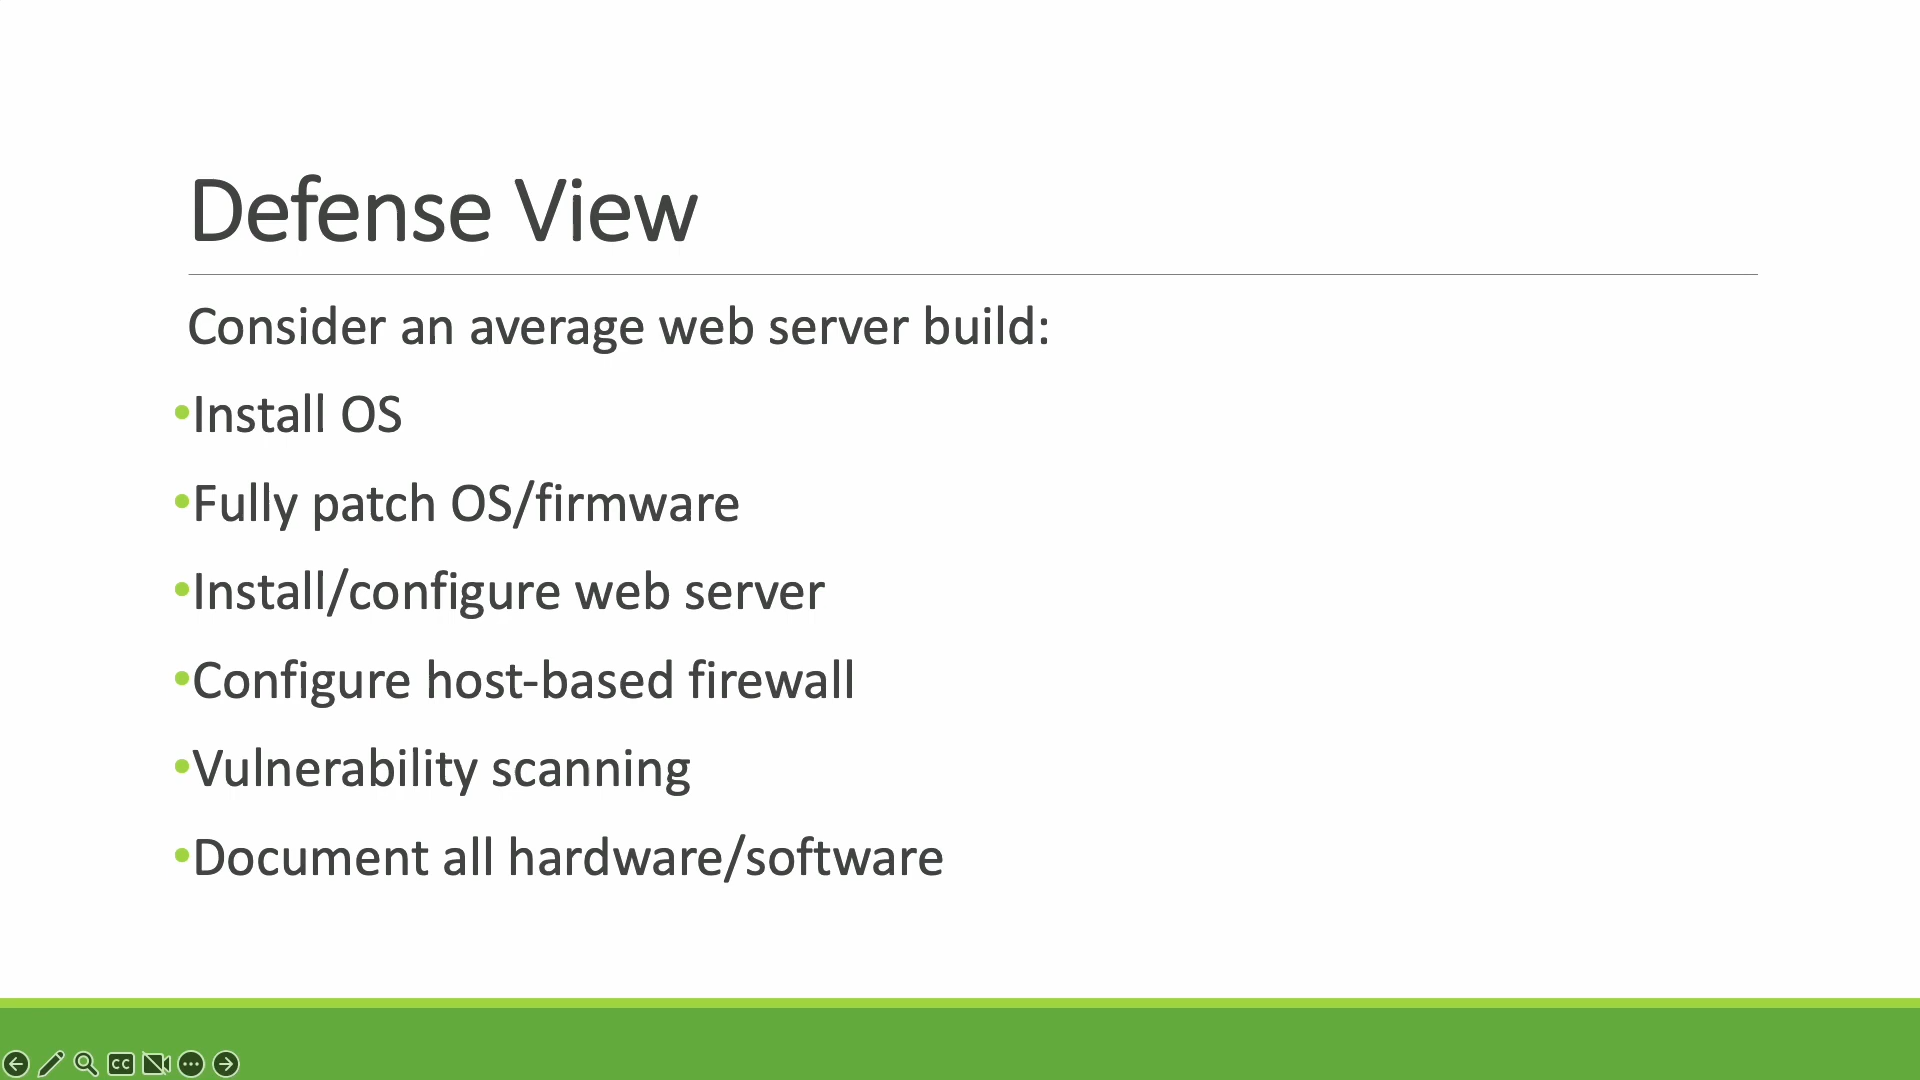 Defense View
Consider an average web server build:
•Install OS
•Fully patch OS/firmware
•Install/configure web server
•Configure host-based firewall
•Vulnerability scanning
•Document all hardware/software
CC